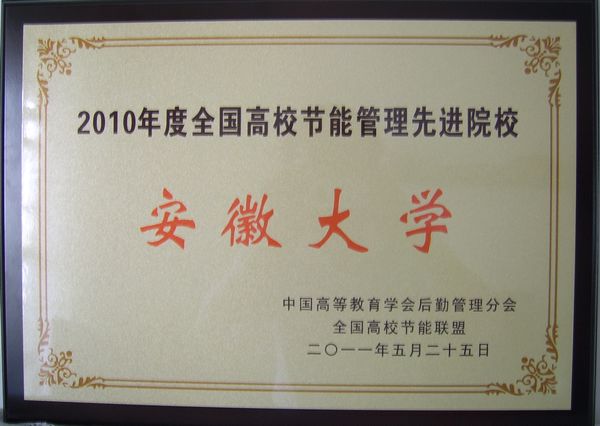 2010年度全国高校节能管理先进院校
安徽大学
中国高等教育学会后勤管理分会
全国高校节能联盟
二〇一一年五月二十五日